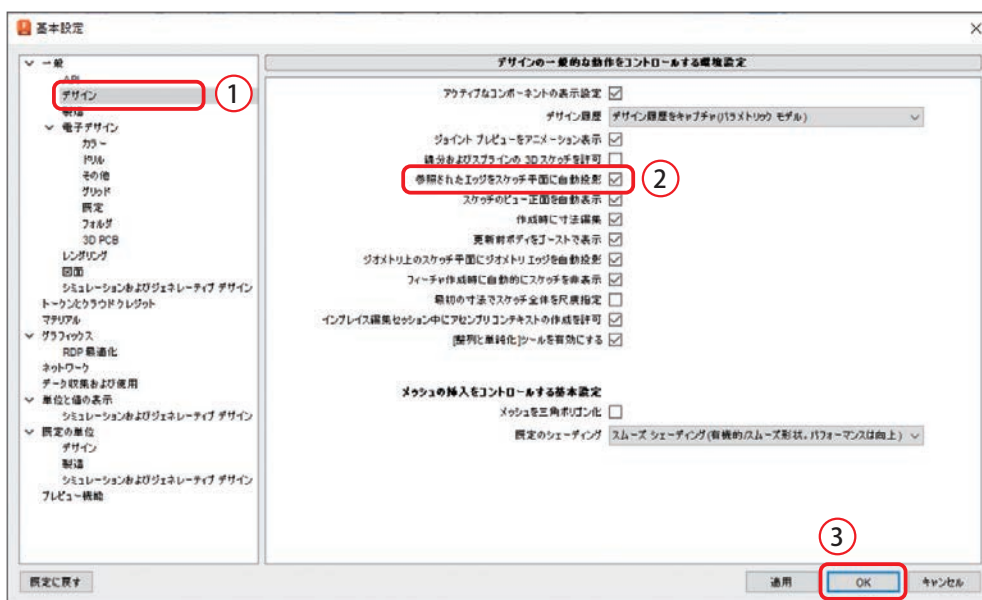 基本設定
一般
API
デザイン
1
製造
電子デザイン
カラー
ドリル
その他
グリッド
既定
フォルダ
3D PCB
レンダリング
図面
シミュレーションおよびジェネレーティブ デザイン
トークンとクラウド クレジット
マテリアル
グラフィックス
RDP 最適化
ネットワーク
データ収集および使用
単位と値の表示
シミュレーションおよびジェネレーティブ デザイン
既定の単位
デザイン
製造
シミュレーションおよびジェネレーティブ デザイン
プレビュー機能
デザインの一般的な動作をコントロールする環境設定
アクティブなコンポーネントの表示設定
デザイン履歴 デザイン履歴をキャプチャ(パラメトリック モデル)
ジョイント プレビューをアニメーション表示
線分およびスプラインの 3D スケッチを許可
参照されたエッジをスケッチ平面に自動投影 2
スケッチのビュー正面を自動表示
作成時に寸法編集
更新前ボディをゴーストで表示
ジオメトリ上のスケッチ平面にジオメトリ エッジを自動投影
フィーチャ作成時に自動的にスケッチを非表示
最初の寸法でスケッチ全体を尺度指定
インプレイス編集セッション中にアセンブリ コンテキストの作成を許可
[整列と単純化]ツールを有効にする
メッシュの挿入をコントロールする基本設定
メッシュを三角ポリゴン化
既定のシェーディング スムーズ シェーディング(有機的/スムーズ形状、パフォーマンスは向上)
3
既定に戻す 適用 OK キャンセル